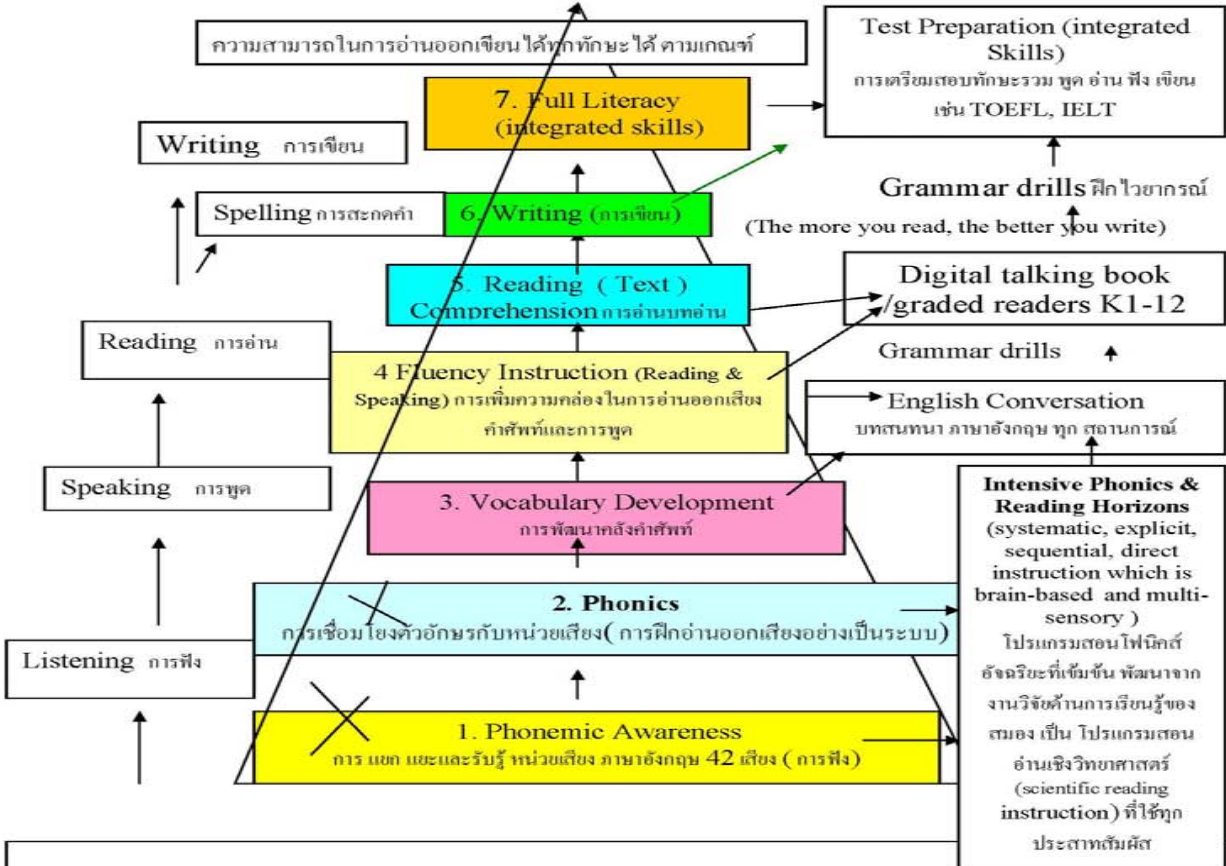 ความสามารถในการอ่านออกเขียนได้ทุกทักษะได้ ตามเกณฑ์
7. Full Literacy
(integrated skills)
Test Preparation (integrated
Skills)
การเตรียมสอบทักษะรวม พูด อ่าน ฟัง เขียน
เช่น TOEFL, IELT
Writing การเขียน
Spelling การสะกดคำ
6. Writing (การเขียน)
Grammar drills ฝึกไวยากรณ์
(The more you read, the better you write)
5. Reading ( Text )
Comprehension การอ่านบทอ่าน
Digital talking book
/graded readers K1-12
Reading การอ่าน
4 Fluency Instruction (Reading &
Speaking) การเพิ่มความคล่องในการอ่านออกเสียง
คำศัพท์และการพูด
Grammar drills
English Conversation
บทสนทนา ภาษาอังกฤษ ทุก สถานการณ์
Speaking การพูด
3. Vocabulary Development
การพัฒนาคลังคำศัพท์
2. Phonics
การเชื่อมโยงตัวอักษรกับหน่วยเสียง( การฝึกอ่านออกเสียงอย่างเป็นระบบ)
Listening การฟัง
1. Phonemic Awareness
การ แยก แยะและรับรู้ หน่วยเสียง ภาษาอังกฤษ 42 เสียง ( การฟัง)
Intensive Phonics &
Reading Horizons
(systematic, explicit,
sequential, direct
instruction which is
brain-based and multi-
sensory )
โปรแกรมสอนโฟนิคส์
อัจฉริยะที่เข้มข้น พัฒนาจาก
งานวิจัยด้านการเรียนรู้ของ
สมอง เป็น โปรแกรมสอน
อ่านเชิงวิทยาศาสตร์
(scientific reading
instruction) ที่ใช้ทุก
ประสาทสัมผัส